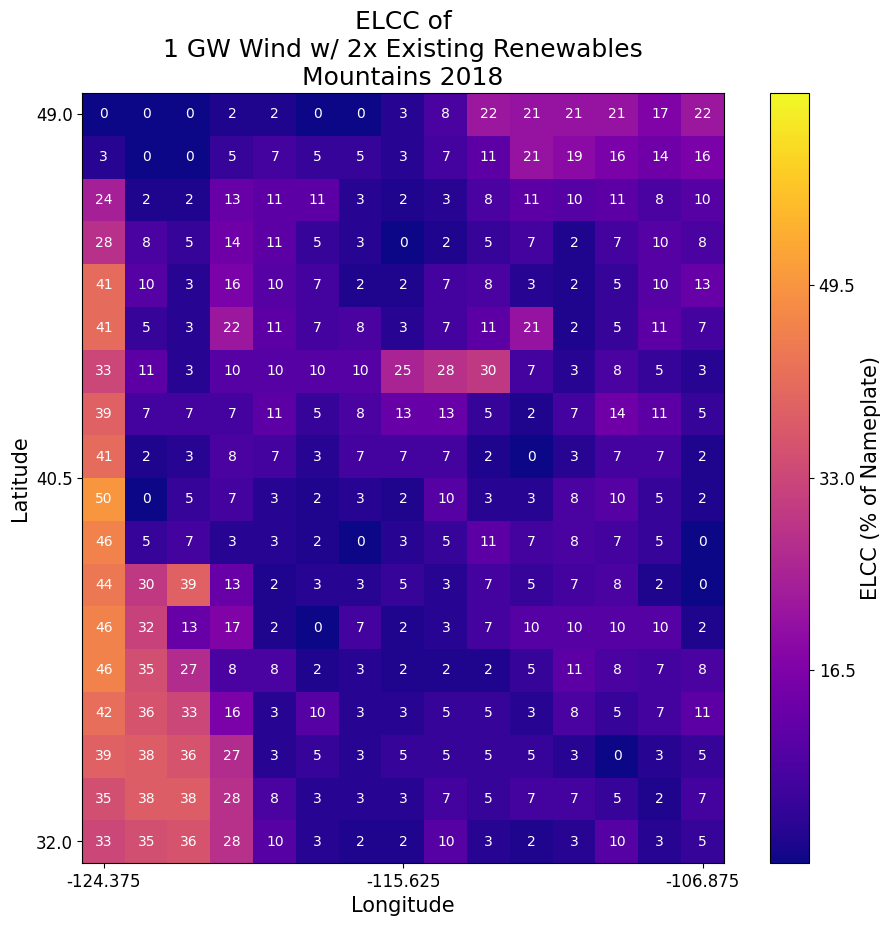 ELCC of
1 GW Wind w/ 2x Existing Renewables
Mountains 2018
49.0 0 0 0 2 2 0 0 3 8 22 21 21 21 17 22
3 0 0 5 7 5 5 3 7 11 21 19 16 14 16
24 2 2 13 11 11 3 2 3 8 11 10 11 8 10
28 8 5 14 11 5 3 0 2 5 7 2 7 10 8
41 10 3 16 10 7 2 2 7 8 3 2 5 10 13 49.5
41 5 3 22 11 7 8 3 7 11 21 2 5 11 7
33 11 3 10 10 10 10 25 28 30 7 3 8 5 3
39 7 7 7 11 5 8 13 13 5 2 7 14 11 5
41 2 3 8 7 3 7 7 7 2 0 3 7 7 2
40.5 50 0 5 7 3 2 3 2 10 3 3 8 10 5 2 33.0
46 5 7 3 3 2 0 3 5 11 7 8 7 5 0
44 30 39 13 2 3 3 5 3 7 5 7 8 2 0
46 32 13 17 2 0 7 2 3 7 10 10 10 10 2
46 35 27 8 8 2 3 2 2 2 5 11 8 7 8 16.5
42 36 33 16 3 10 3 3 5 5 3 8 5 7 11
39 38 36 27 3 5 3 5 5 5 5 3 0 3 5
35 38 38 28 8 3 3 3 7 5 7 7 5 2 7
32.0 33 35 36 28 10 3 2 2 10 3 2 3 10 3 5
-124.375 -115.625 -106.875
Longitude
Latitude
ELCC (% of Nameplate)